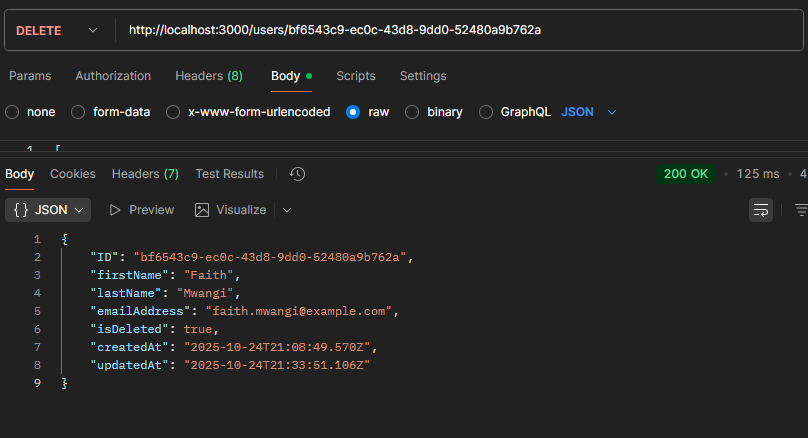 DELETE http://localhost:3000/users/bf6543c9-ec0c-43d8-9dd0-52480a9b762a
Params Authorization Headers (8) Body Scripts Settings
none form-data x-www-form-urlencoded raw binary GraphQL JSON
1 [
Body Cookies Headers (7) Test Results 200 OK • 125 ms • 4
{} JSON Preview Visualize
1 {
2 "ID": "bf6543c9-ec0c-43d8-9dd0-52480a9b762a",
3 "firstName": "Faith",
4 "lastName": "Mwangi",
5 "emailAddress": "faith.mwangi@example.com",
6 "isDeleted": true,
7 "createdAt": "2025-10-24T21:08:49.570Z",
8 "updatedAt": "2025-10-24T21:33:51.106Z"
9 }